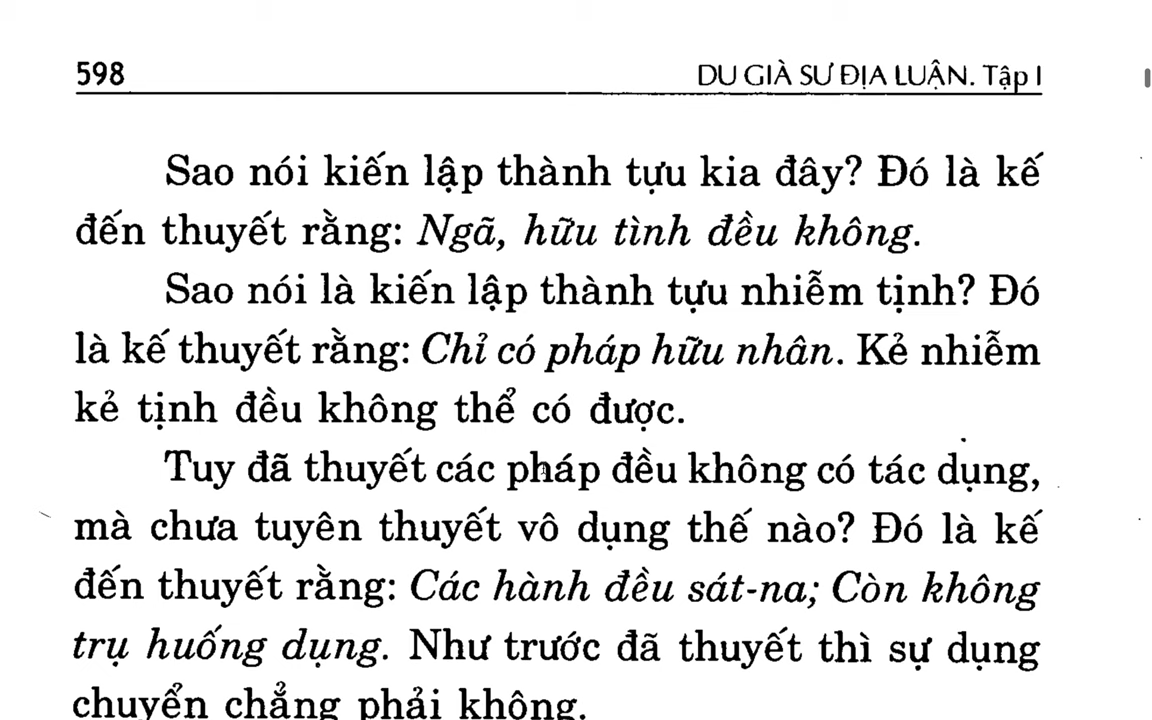 598 DU GIÀ SƯ ĐỊA LUẬN. Tập I
Sao nói kiến lập thành tựu kia đây? Đó là kế
đến thuyết rằng: Ngã, hữu tình đều không.
Sao nói là kiến lập thành tựu nhiễm tịnh? Đó
là kế thuyết rằng: Chỉ có pháp hữu nhân. Kẻ nhiễm
kẻ tịnh đều không thể có được.
Tuy đã thuyết các pháp đều không có tác dụng,
mà chưa tuyên thuyết vô dụng thế nào? Đó là kế
đến thuyết rằng: Các hành đều sát-na; Còn không
trụ huống dụng. Như trước đã thuyết thì sự dụng
chuyển chẳng phải không.